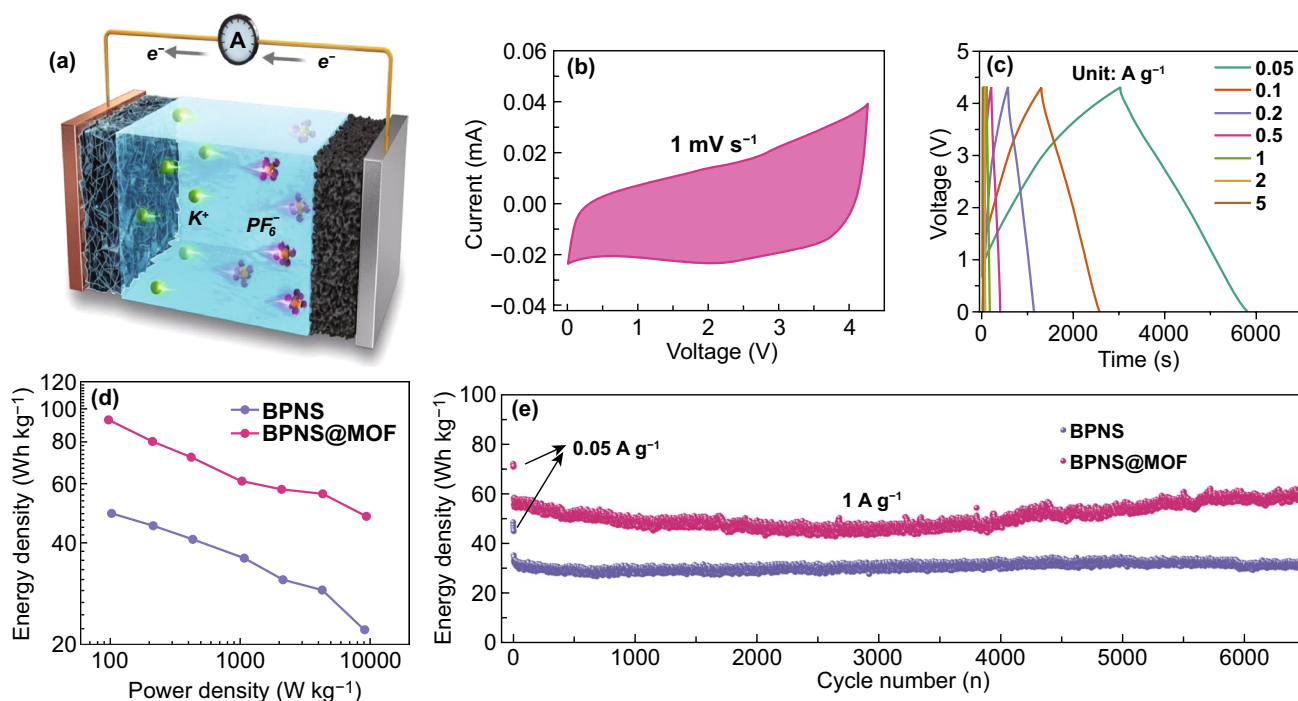 (a)
A
e⁻
e⁻
K⁺
PF₆⁻
(b)
1 mV s⁻¹
Current (mA)
0.06
0.04
0.02
0.00
−0.02
−0.04
0
1
2
3
4
Voltage (V)
(c)
Unit: A g⁻¹
0.05
0.1
0.2
0.5
1
2
5
Voltage (V)
5
4
3
2
1
0
0
2000
4000
6000
Time (s)
(d)
BPNS
BPNS@MOF
Energy density (Wh kg⁻¹)
120
100
80
60
40
20
100
1000
10000
Power density (W kg⁻¹)
(e)
0.05 A g⁻¹
1 A g⁻¹
BPNS
BPNS@MOF
Energy density (Wh kg⁻¹)
100
80
60
40
20
0
0
1000
2000
3000
4000
5000
6000
Cycle number (n)